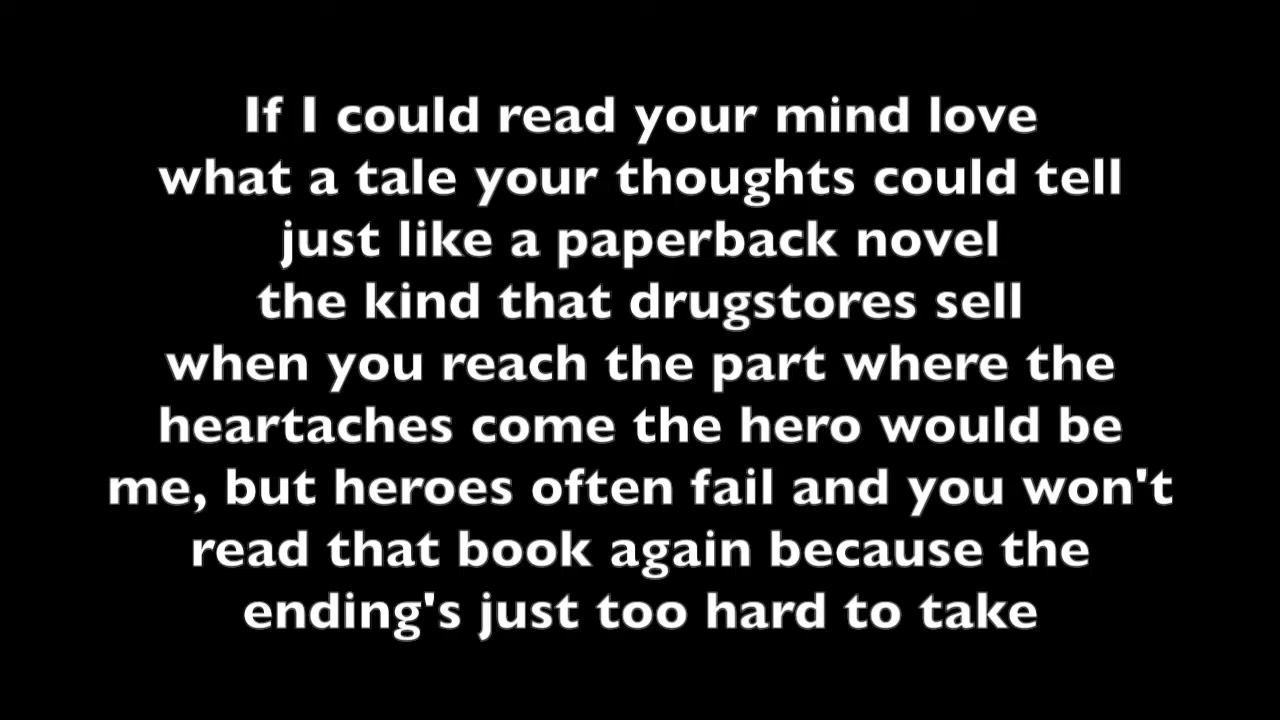 If I could read your mind love
what a tale your thoughts could tell
just like a paperback novel
the kind that drugstores sell
when you reach the part where the
heartaches come the hero would be
me, but heroes often fail and you won't
read that book again because the
ending's just too hard to take